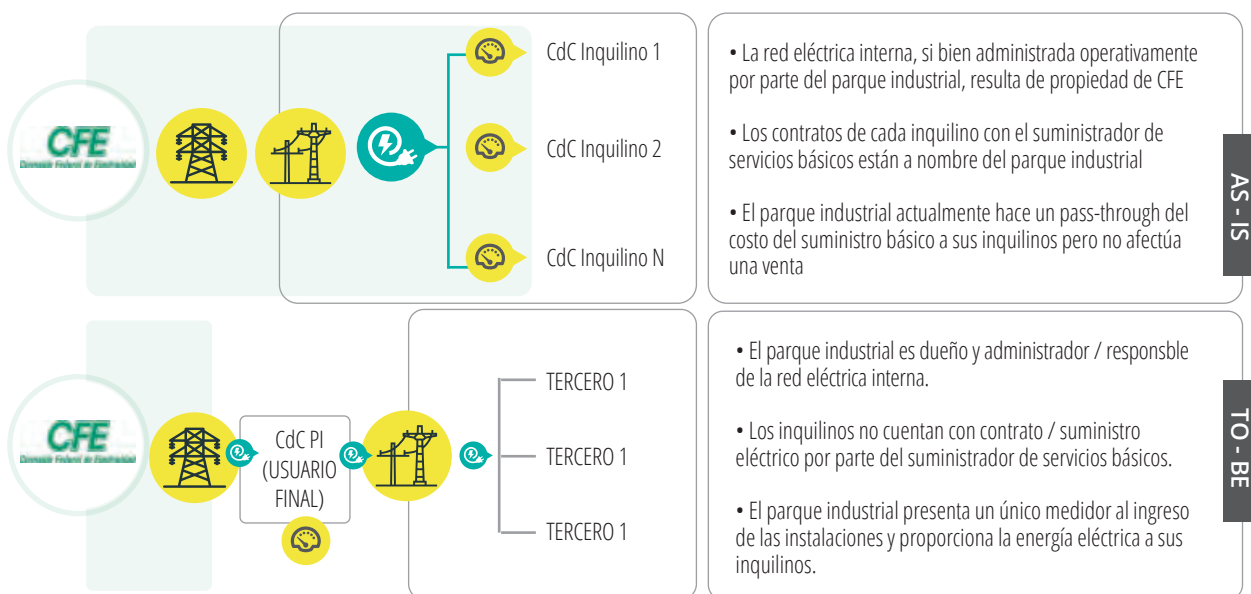 CFE
CdC Inquilino 1
CdC Inquilino 2
CdC Inquilino N
• La red eléctrica interna, si bien administrada operativamente
por parte del parque industrial, resulta de propiedad de CFE
• Los contratos de cada inquilino con el suministrador de
servicios básicos están a nombre del parque industrial
• El parque industrial actualmente hace un pass-through del
costo del suministro básico a sus inquilinos pero no afectúa
una venta
AS - IS
CFE
CdC PI
(USUARIO
FINAL)
TERCERO 1
TERCERO 1
TERCERO 1
• El parque industrial es dueño y administrador / responsble
de la red eléctrica interna.
• Los inquilinos no cuentan con contrato / suministro
eléctrico por parte del suministrador de servicios básicos.
• El parque industrial presenta un único medidor al ingreso
de las instalaciones y proporciona la energía eléctrica a sus
inquilinos.
TO - BE